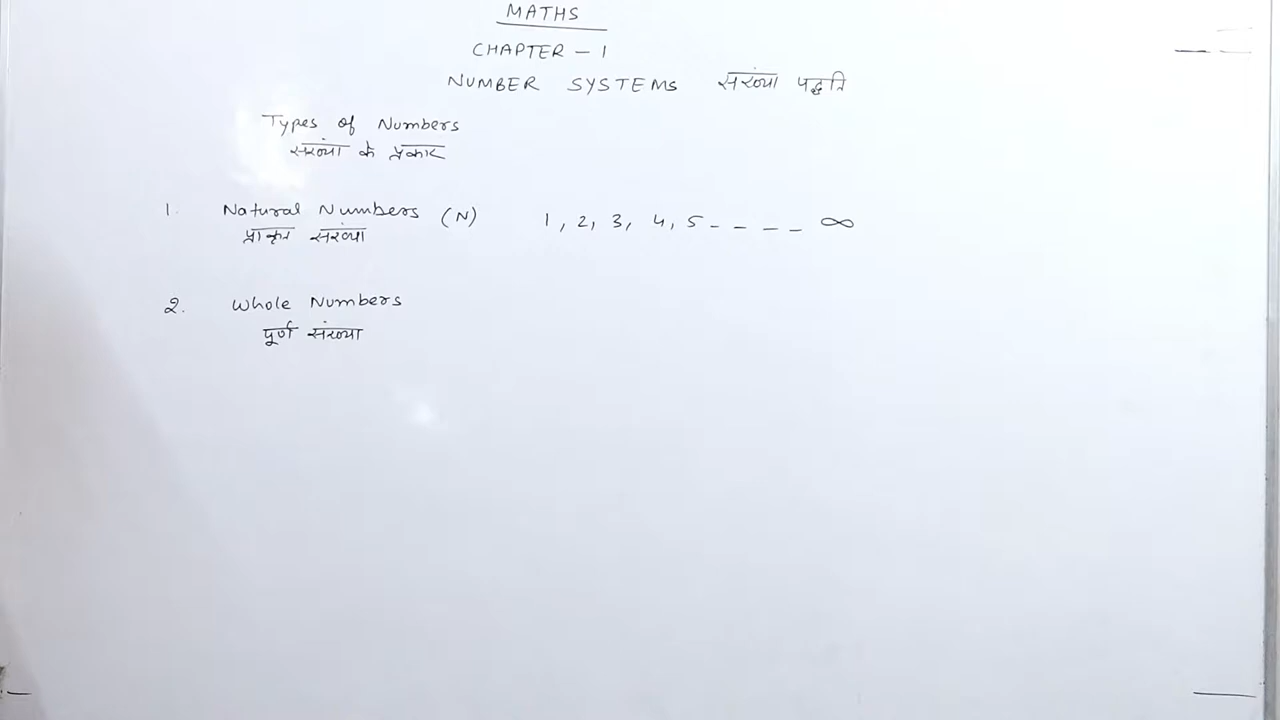 MATHS
CHAPTER - 1
NUMBER SYSTEMS संख्या पद्धति
Types of Numbers
संख्या के प्रकार
1. Natural Numbers (N) 1, 2, 3, 4, 5 - - - - ∞
प्राकृत संख्या
2. Whole Numbers
पूर्ण संख्या